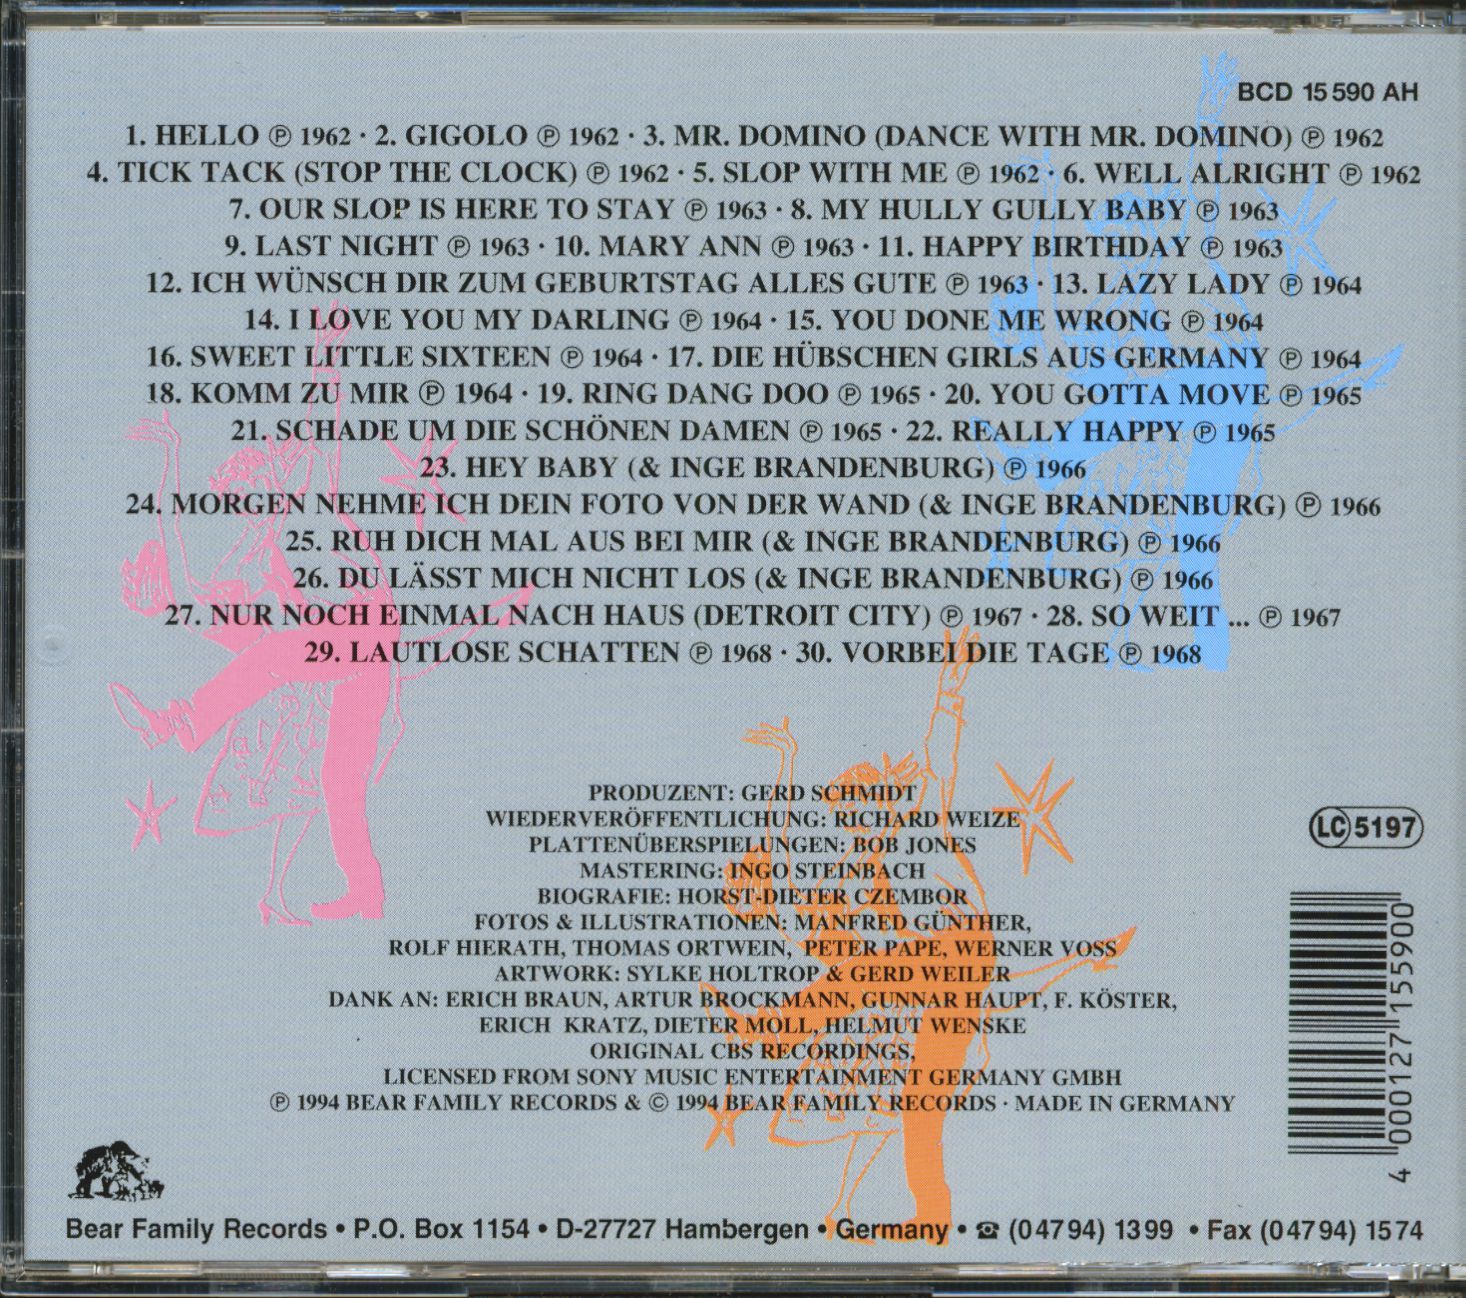 BCD 15 590 AH
1. HELLO ℗ 1962 · 2. GIGOLO ℗ 1962 · 3. MR. DOMINO (DANCE WITH MR. DOMINO) ℗ 1962
4. TICK TACK (STOP THE CLOCK) ℗ 1962 · 5. SLOP WITH ME ℗ 1962 · 6. WELL ALRIGHT ℗ 1962
7. OUR SLOP IS HERE TO STAY ℗ 1963 · 8. MY HULLY GULLY BABY ℗ 1963
9. LAST NIGHT ℗ 1963 · 10. MARY ANN ℗ 1963 · 11. HAPPY BIRTHDAY ℗ 1963
12. ICH WÜNSCH DIR ZUM GEBURTSTAG ALLES GUTE ℗ 1963 · 13. LAZY LADY ℗ 1964
14. I LOVE YOU MY DARLING ℗ 1964 · 15. YOU DONE ME WRONG ℗ 1964
16. SWEET LITTLE SIXTEEN ℗ 1964 · 17. DIE HÜBSCHEN GIRLS AUS GERMANY ℗ 1964
18. KOMM ZU MIR ℗ 1964 · 19. RING DANG DOO ℗ 1965 · 20. YOU GOTTA MOVE ℗ 1965
21. SCHADE UM DIE SCHÖNEN DAMEN ℗ 1965 · 22. REALLY HAPPY ℗ 1965
23. HEY BABY (& INGE BRANDENBURG) ℗ 1966
24. MORGEN NEHME ICH DEIN FOTO VON DER WAND (& INGE BRANDENBURG) ℗ 1966
25. RUH DICH MAL AUS BEI MIR (& INGE BRANDENBURG) ℗ 1966
26. DU LÄSST MICH NICHT LOS (& INGE BRANDENBURG) ℗ 1966
27. NUR NOCH EINMAL NACH HAUS (DETROIT CITY) ℗ 1967 · 28. SO WEIT ... ℗ 1967
29. LAUTLOSE SCHATTEN ℗ 1968 · 30. VORBEI DIE TAGE ℗ 1968
PRODUZENT: GERD SCHMIDT
WIEDERVERÖFFENTLICHUNG: RICHARD WEIZE
PLATTENÜBERSPIELUNGEN: BOB JONES
MASTERING: INGO STEINBACH
BIOGRAFIE: HORST-DIETER CZEMBOR
FOTOS & ILLUSTRATIONEN: MANFRED GÜNTHER,
ROLF HIERATH, THOMAS ORTWEIN, PETER PAPE, WERNER VOSS
ARTWORK: SYLKE HOLTROP & GERD WEILER
DANK AN: ERICH BRAUN, ARTUR BROCKMANN, GUNNAR HAUPT, F. KÖSTER,
ERICH KRATZ, DIETER MOLL, HELMUT WENSKE
ORIGINAL CBS RECORDINGS,
LICENSED FROM SONY MUSIC ENTERTAINMENT GERMANY GMBH
℗ 1994 BEAR FAMILY RECORDS & © 1994 BEAR FAMILY RECORDS · MADE IN GERMANY
LC 5197
4 000127 155900
Bear Family Records • P.O. Box 1154 • D-27727 Hambergen • Germany • ☎ (0 47 94) 13 99 • Fax (0 47 94) 15 74